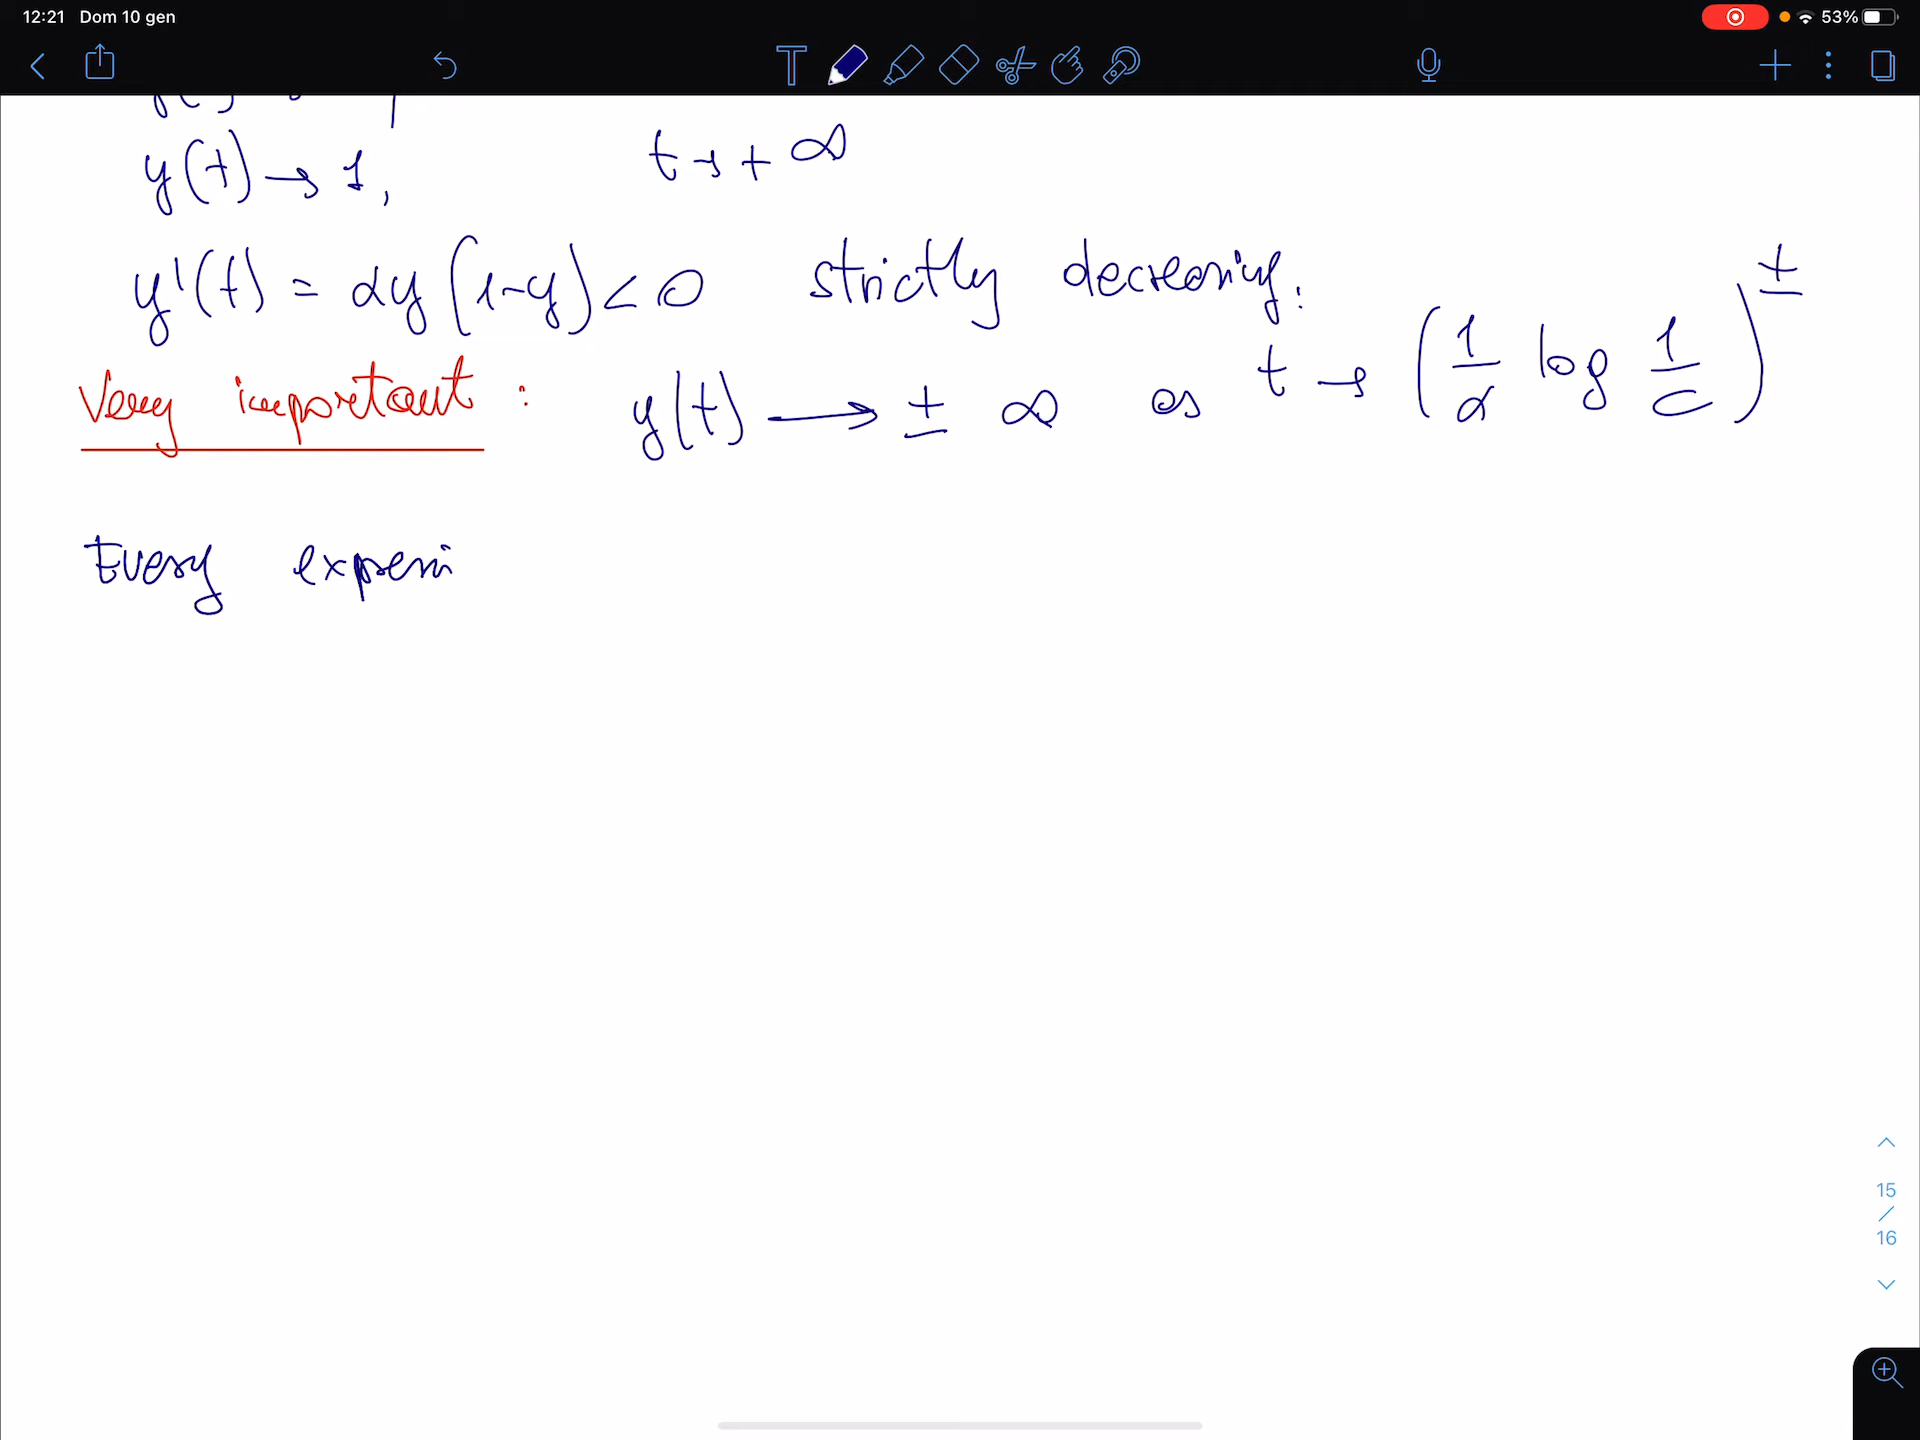 12:21 Dom 10 gen 53%
y(t) → 1, t → + ∞
y'(t) = αy (1-y) < 0 strictly decreasing.
Very important : y(t) → ± ∞ as t → (1/α log 1/C)^±
Every experi
15
/
16